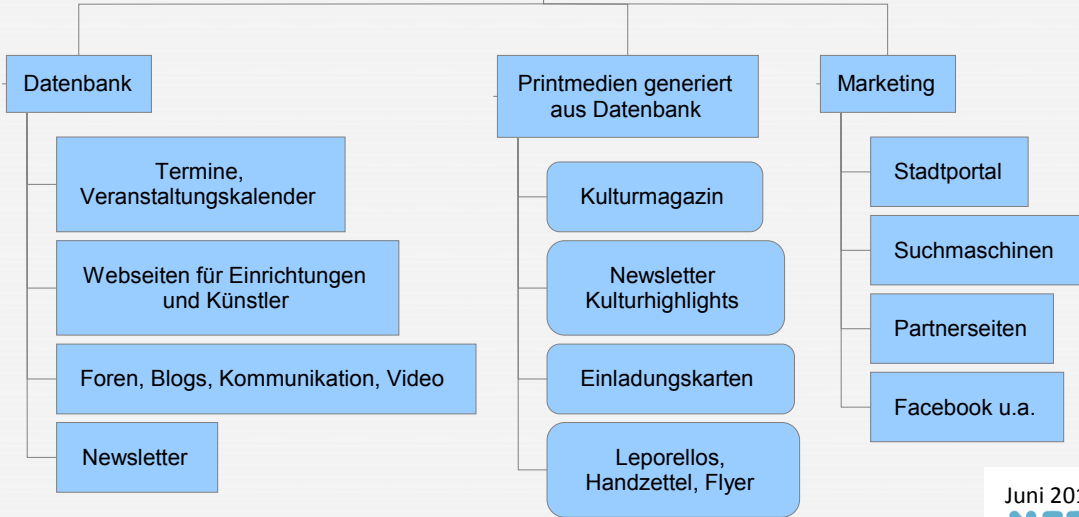 Datenbank
Termine,
Veranstaltungskalender
Webseiten für Einrichtungen
und Künstler
Foren, Blogs, Kommunikation, Video
Newsletter
Printmedien generiert
aus Datenbank
Kulturmagazin
Newsletter
Kulturhighlights
Einladungskarten
Leporellos,
Handzettel, Flyer
Marketing
Stadtportal
Suchmaschinen
Partnerseiten
Facebook u.a.
Juni